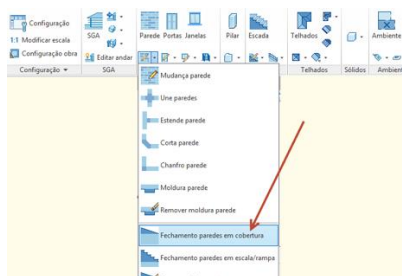 Configuração
1:1 Modificar escala
Configuração obra
Configuração
SGA
Editar andar
SGA
Parede
Portas
Janelas
Pilar
Escada
Telhados
Telhados
Sólidos
Ambiente
Ambient
Mudança parede
Une paredes
Estende parede
Corta parede
Chanfro parede
Moldura parede
Remover moldura parede
Fechamento paredes em cobertura
Fechamento paredes em escala/rampa